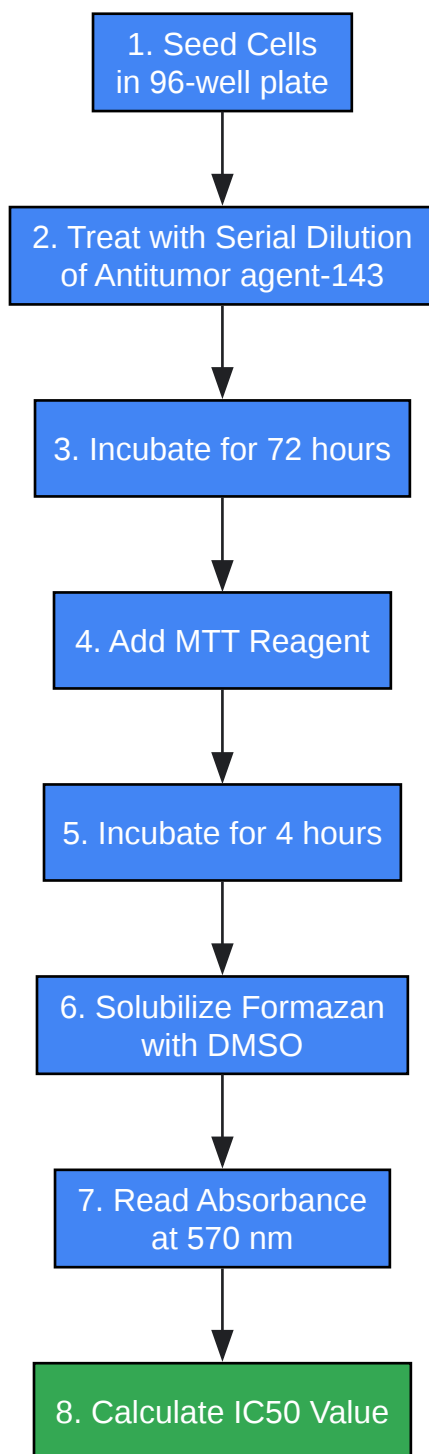 1. Seed Cells
in 96-well plate
2. Treat with Serial Dilution
of Antitumor agent-143
3. Incubate for 72 hours
4. Add MTT Reagent
5. Incubate for 4 hours
6. Solubilize Formazan
with DMSO
7. Read Absorbance
at 570 nm
8. Calculate IC50 Value